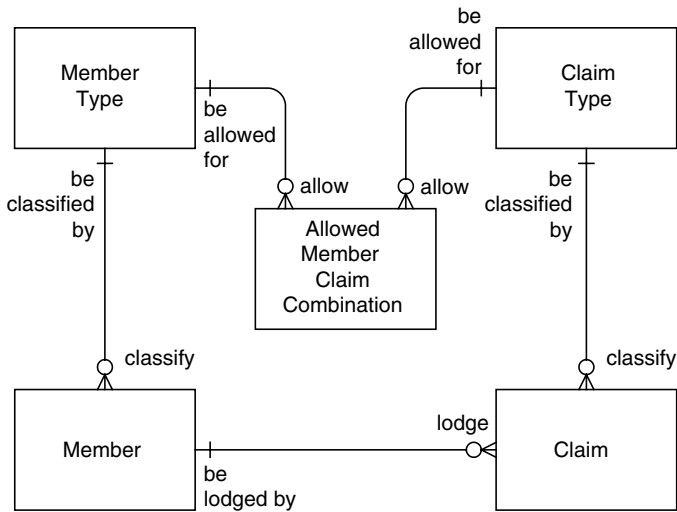 Member
Type
be
allowed
for
be
allowed
for
Claim
Type
be
classified
by
allow
allow
be
classified
by
Allowed
Member
Claim
Combination
classify
classify
Member
be
lodged by
lodge
Claim